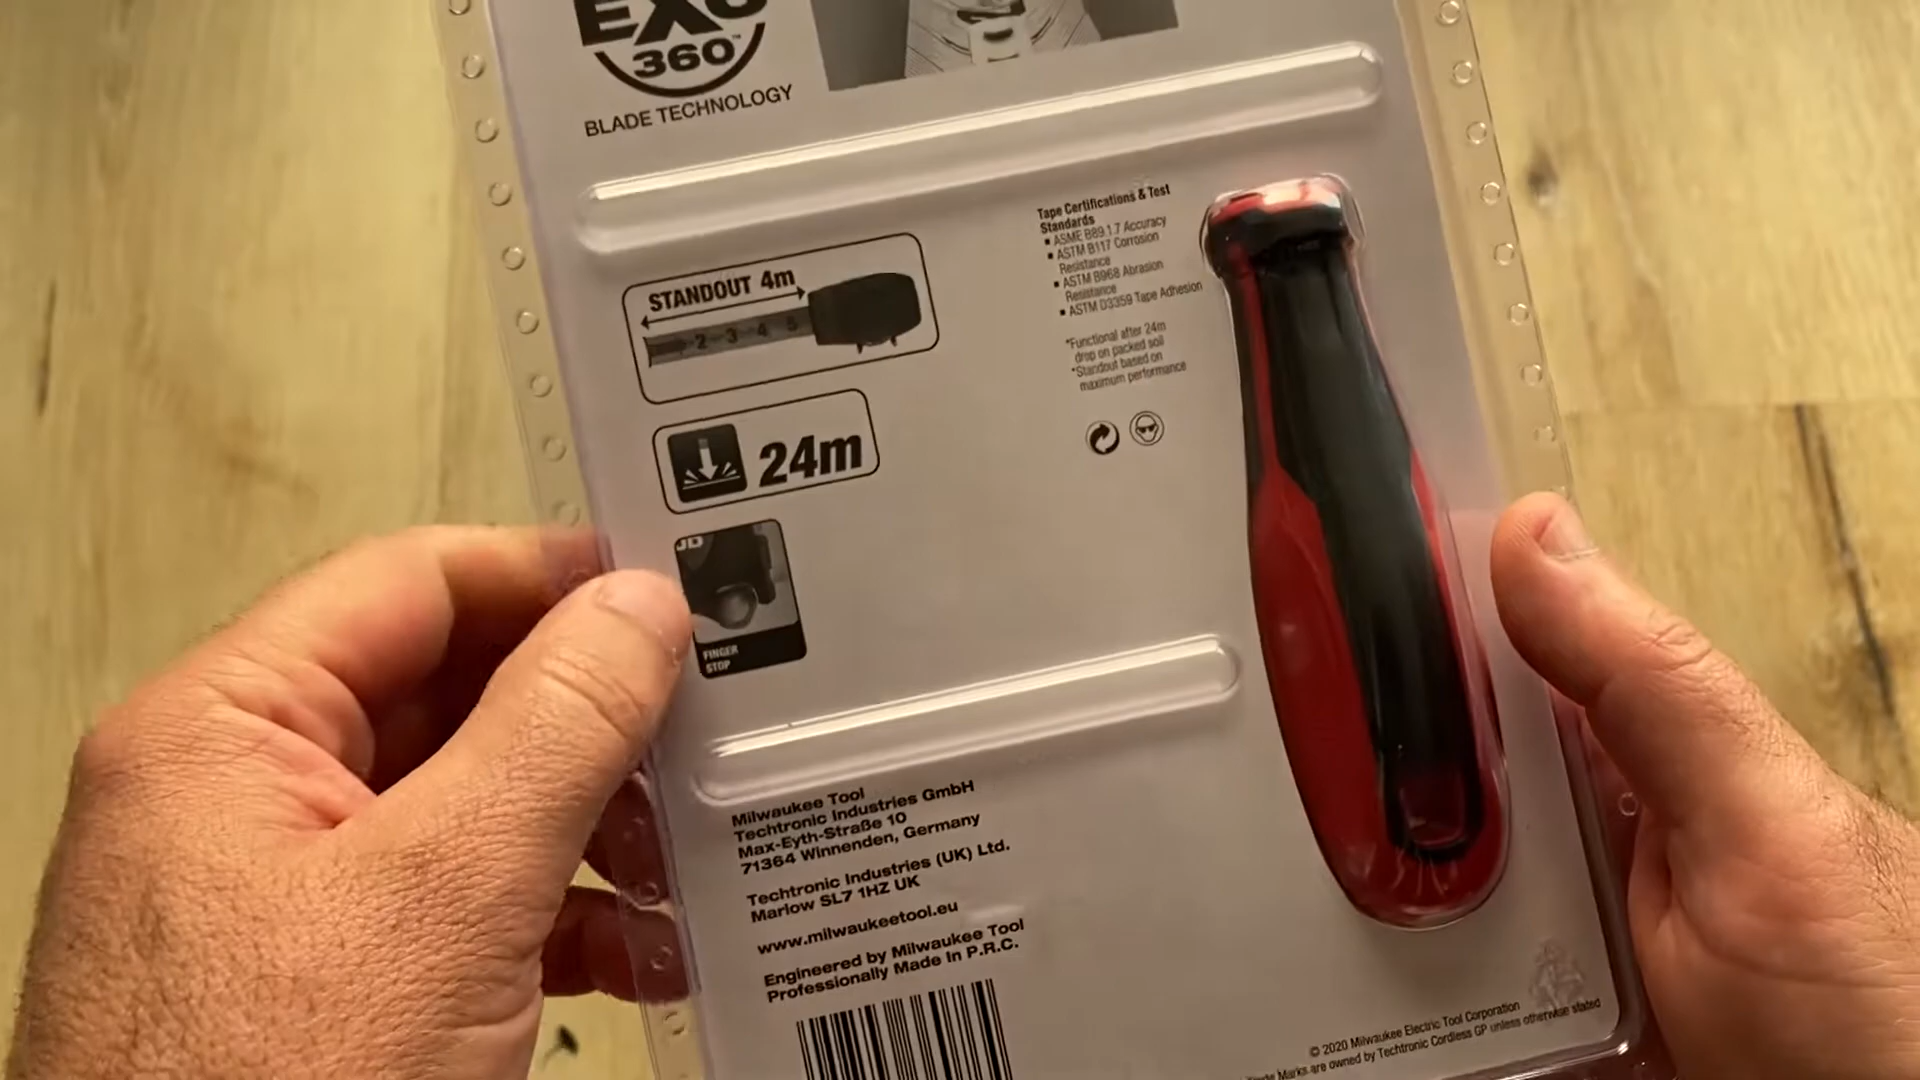 EXO
360™
BLADE TECHNOLOGY
STANDOUT 4m
2 3 4 5
24m
FINGER
STOP
Tape Certifications & Test
Standards
▪ ASME B89.1.7 Accuracy
▪ ASTM B117 Corrosion
Resistance
▪ ASTM B968 Abrasion
Resistance
▪ ASTM D3359 Tape Adhesion
*Functional after 24m
drop on packed soil
*Standout based on
maximum performance
Milwaukee Tool
Techtronic Industries GmbH
Max-Eyth-Straße 10
71364 Winnenden, Germany
Techtronic Industries (UK) Ltd.
Marlow SL7 1HZ UK
www.milwaukeetool.eu
Engineered by Milwaukee Tool
Professionally Made In P.R.C.
© 2020 Milwaukee Electric Tool Corporation
Marks are owned by Techtronic Cordless GP unless otherwise stated